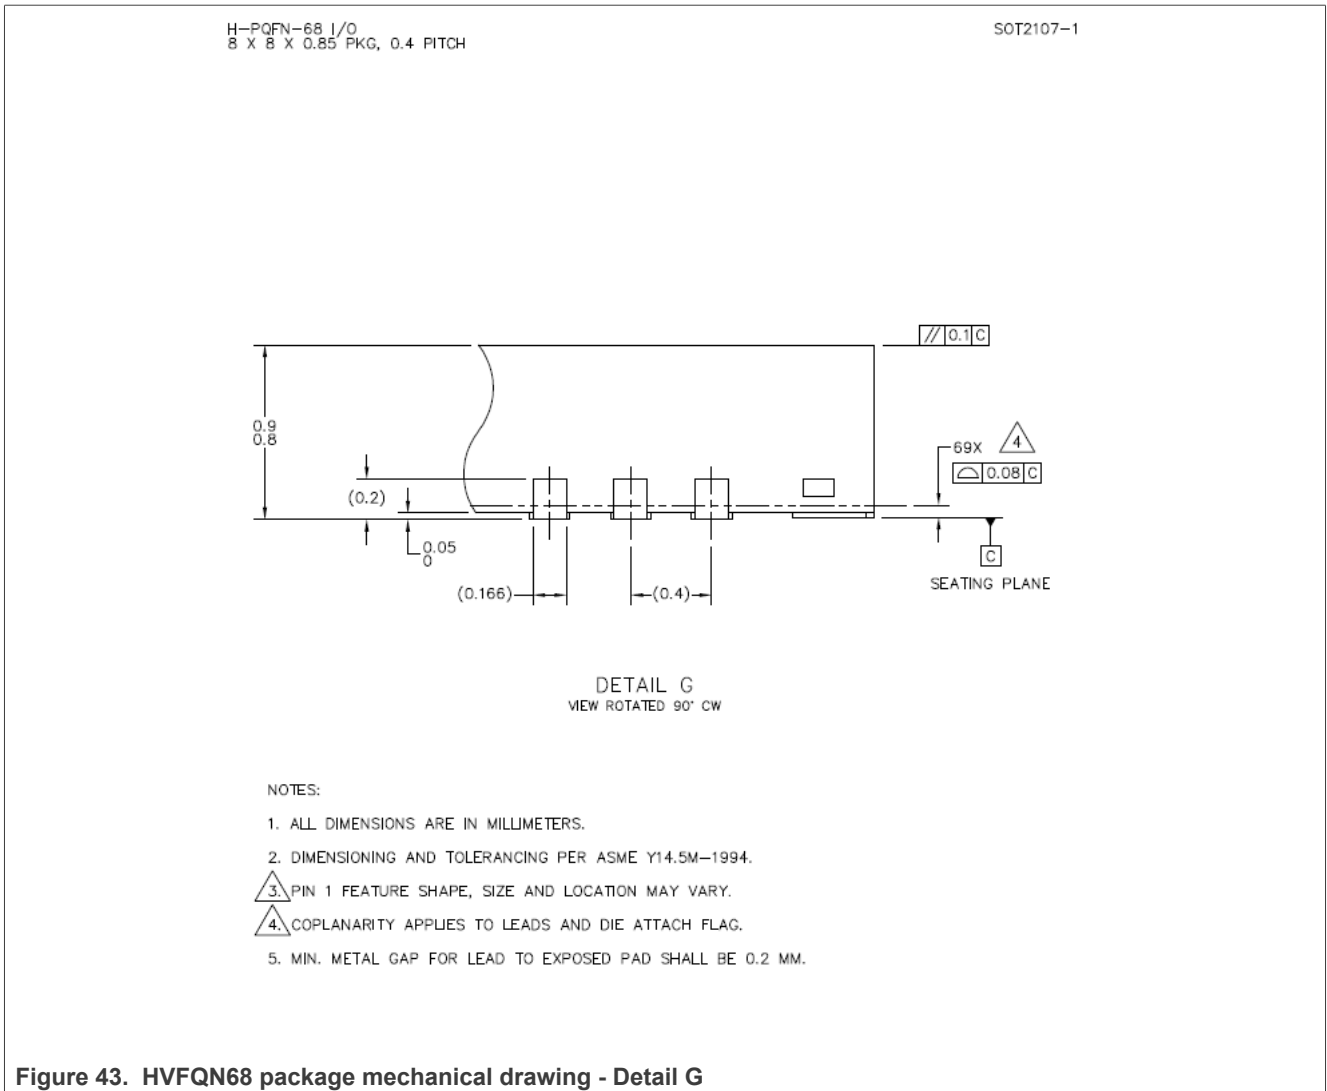 H-PQFN-68 I/O
8 X 8 X 0.85 PKG, 0.4 PITCH
SOT2107-1
// 0.1 C
0.9
0.8
69X 4
⌓ 0.08 C
(0.2)
0.05
0
C
(0.166)
(0.4)
SEATING PLANE
DETAIL G
VIEW ROTATED 90° CW
NOTES:
1. ALL DIMENSIONS ARE IN MILLIMETERS.
2. DIMENSIONING AND TOLERANCING PER ASME Y14.5M-1994.
3. PIN 1 FEATURE SHAPE, SIZE AND LOCATION MAY VARY.
4. COPLANARITY APPLIES TO LEADS AND DIE ATTACH FLAG.
5. MIN. METAL GAP FOR LEAD TO EXPOSED PAD SHALL BE 0.2 MM.
Figure 43. HVFQN68 package mechanical drawing - Detail G